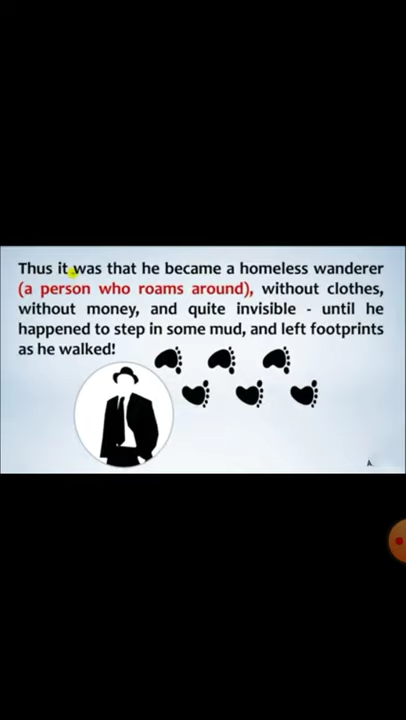 Thus it was that he became a homeless wanderer
(a person who roams around), without clothes,
without money, and quite invisible - until he
happened to step in some mud, and left footprints
as he walked!
A.